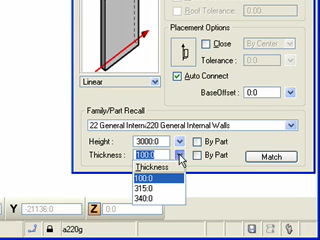 Roof Tolerance : 0.00
Placement Options
Close By Center
Tolerance : 0.0
Auto Connect
BaseOffset : 0.0
Linear
Family/Part Recall
22 General Intern 220 General Internal Walls
Height : 3000:0 By Part
Thickness : 100:0 By Part Match
Thickness
100:0
315:0
340:0
Y -21136:0 Z 0:0
a220g